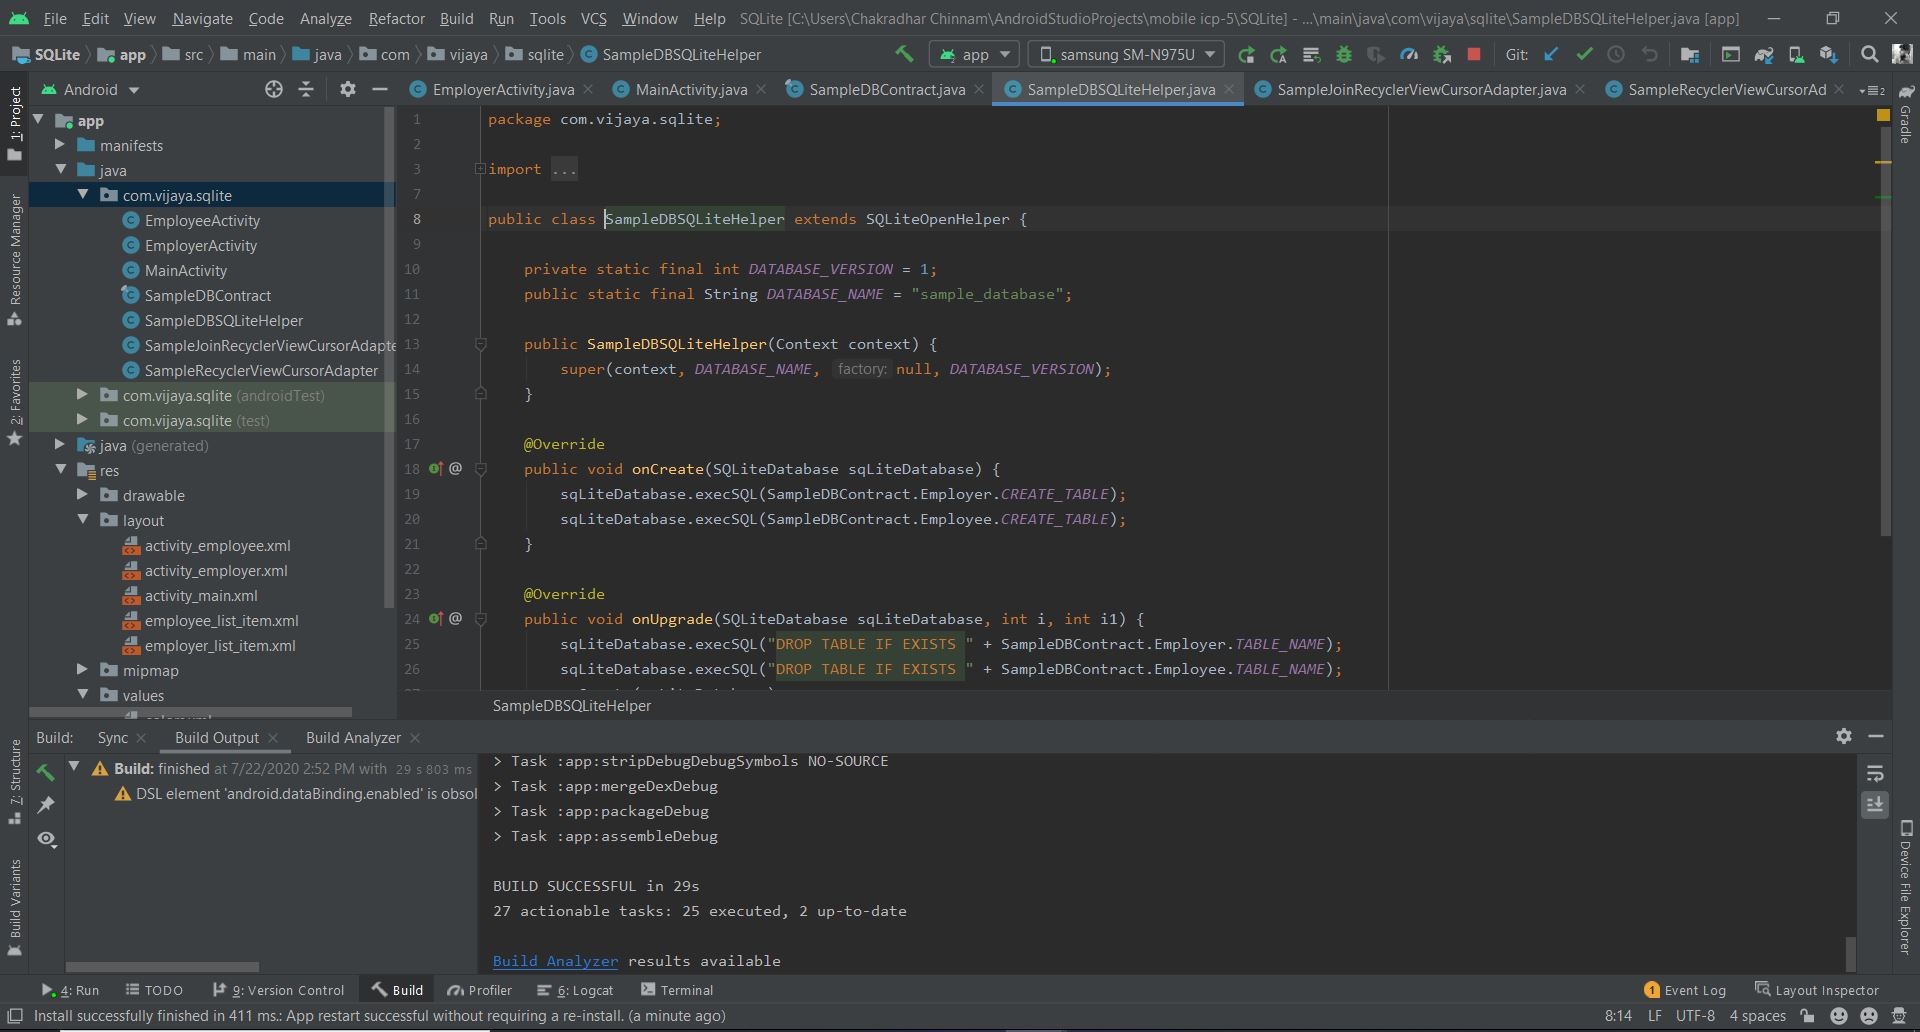 File Edit View Navigate Code Analyze Refactor Build Run Tools VCS Window Help SQLite [C:\Users\Chakradhar Chinnam\AndroidStudioProjects\mobile icp-5\SQLite] - ...\main\java\com\vijaya\sqlite\SampleDBSQLiteHelper.java [app]
SQLite app src main java com vijaya sqlite SampleDBSQLiteHelper app samsung SM-N975U Git:
Android EmployerActivity.java MainActivity.java SampleDBContract.java SampleDBSQLiteHelper.java SampleJoinRecyclerViewCursorAdapter.java SampleRecyclerViewCursorAd 2
1: Project
Resource Manager
2: Favorites
7: Structure
Build Variants
app
manifests
java
com.vijaya.sqlite
EmployeeActivity
EmployerActivity
MainActivity
SampleDBContract
SampleDBSQLiteHelper
SampleJoinRecyclerViewCursorAdapte
SampleRecyclerViewCursorAdapter
com.vijaya.sqlite (androidTest)
com.vijaya.sqlite (test)
java (generated)
res
drawable
layout
activity_employee.xml
activity_employer.xml
activity_main.xml
employee_list_item.xml
employer_list_item.xml
mipmap
values
1 package com.vijaya.sqlite;
2
3 import ...
7
8 public class SampleDBSQLiteHelper extends SQLiteOpenHelper {
9
10 private static final int DATABASE_VERSION = 1;
11 public static final String DATABASE_NAME = "sample_database";
12
13 public SampleDBSQLiteHelper(Context context) {
14 super(context, DATABASE_NAME, factory: null, DATABASE_VERSION);
15 }
16
17 @Override
18 public void onCreate(SQLiteDatabase sqLiteDatabase) {
19 sqLiteDatabase.execSQL(SampleDBContract.Employer.CREATE_TABLE);
20 sqLiteDatabase.execSQL(SampleDBContract.Employee.CREATE_TABLE);
21 }
22
23 @Override
24 public void onUpgrade(SQLiteDatabase sqLiteDatabase, int i, int i1) {
25 sqLiteDatabase.execSQL("DROP TABLE IF EXISTS " + SampleDBContract.Employer.TABLE_NAME);
26 sqLiteDatabase.execSQL("DROP TABLE IF EXISTS " + SampleDBContract.Employee.TABLE_NAME);
SampleDBSQLiteHelper
Gradle
Device File Explorer
Build: Sync Build Output Build Analyzer
Build: finished at 7/22/2020 2:52 PM with 29 s 803 ms
DSL element 'android.dataBinding.enabled' is obsol
> Task :app:stripDebugDebugSymbols NO-SOURCE
> Task :app:mergeDexDebug
> Task :app:packageDebug
> Task :app:assembleDebug
BUILD SUCCESSFUL in 29s
27 actionable tasks: 25 executed, 2 up-to-date
Build Analyzer results available
4: Run TODO 9: Version Control Build Profiler 6: Logcat Terminal 1 Event Log Layout Inspector
Install successfully finished in 411 ms.: App restart successful without requiring a re-install. (a minute ago) 8:14 LF UTF-8 4 spaces